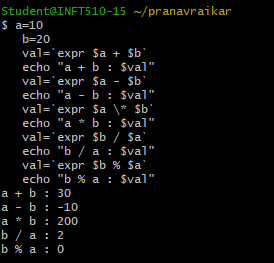 Student@INFT510-15 ~/pranavraikar
$ a=10
b=20
val=`expr $a + $b`
echo "a + b : $val"
val=`expr $a - $b`
echo "a - b : $val"
val=`expr $a \* $b`
echo "a * b : $val"
val=`expr $b / $a`
echo "b / a : $val"
val=`expr $b % $a`
echo "b % a : $val"
a + b : 30
a - b : -10
a * b : 200
b / a : 2
b % a : 0